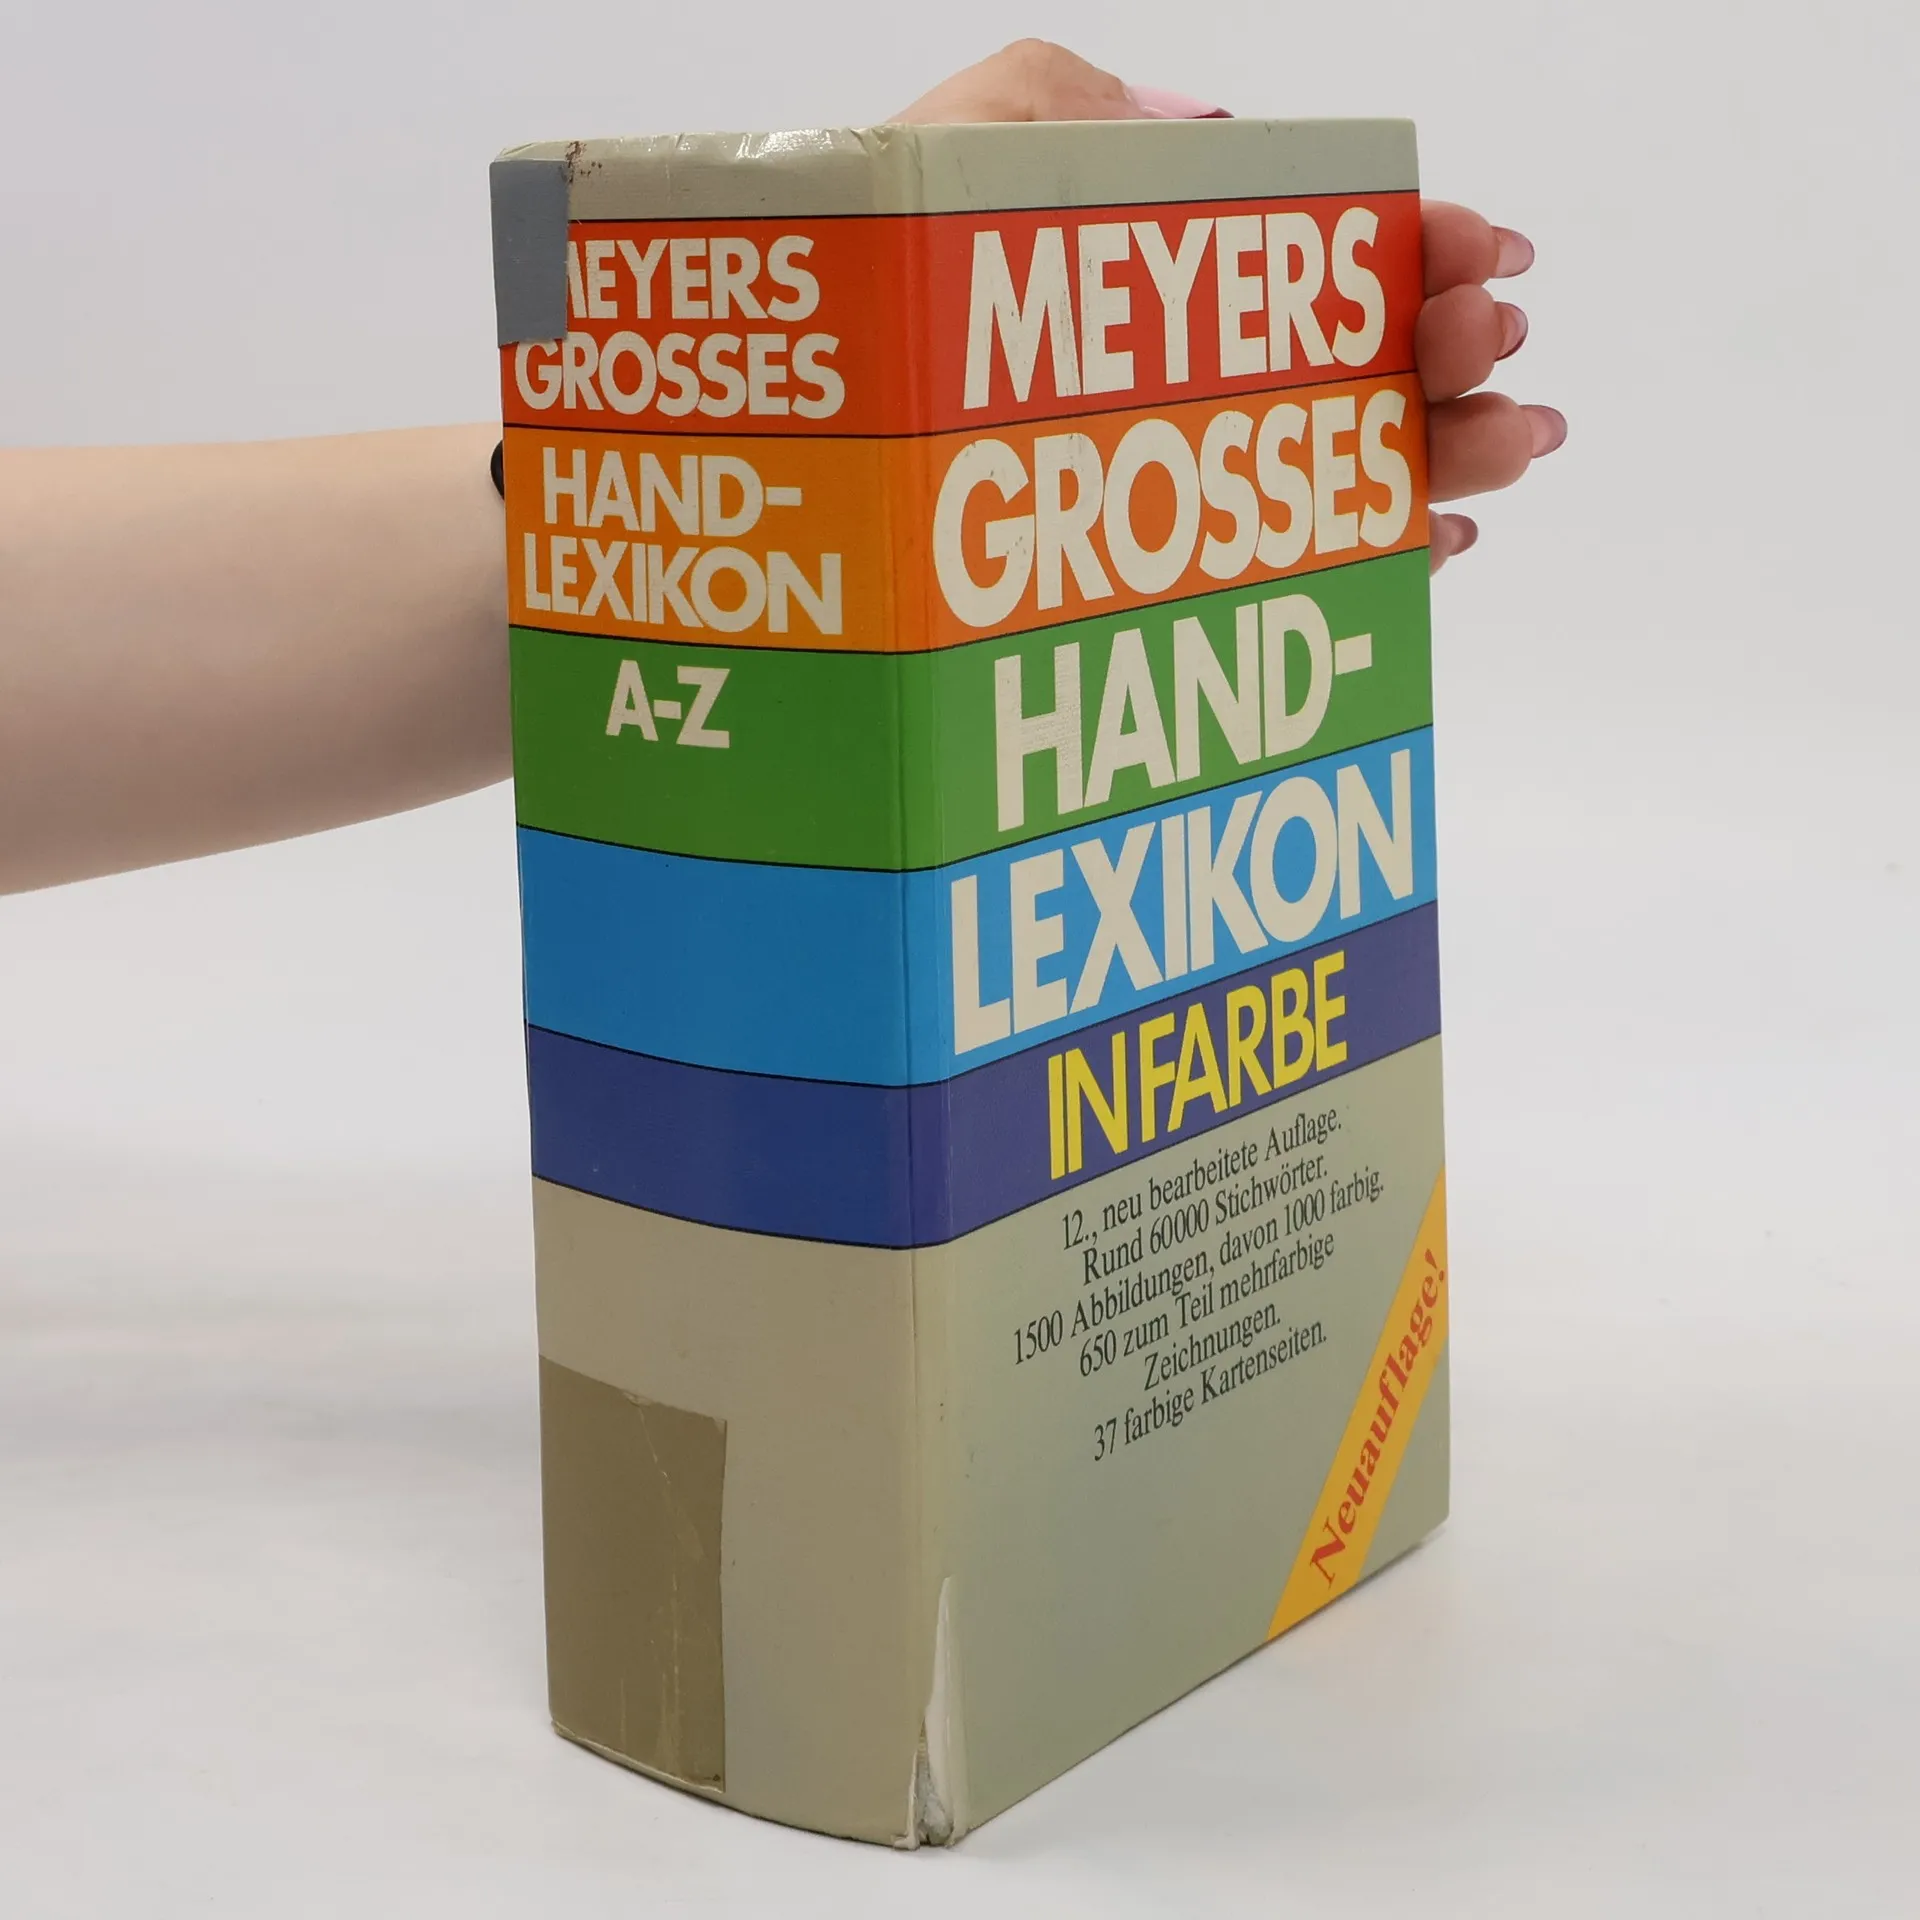 MEYERS
GROSSES
HAND-
LEXIKON
A-Z
MEYERS
GROSSES
HAND-
LEXIKON
IN FARBE
12., neu bearbeitete Auflage.
Rund 60000 Stichwörter.
1500 Abbildungen, davon 1000 farbig.
650 zum Teil mehrfarbige
Zeichnungen.
37 farbige Kartenseiten.
Neuauflage!